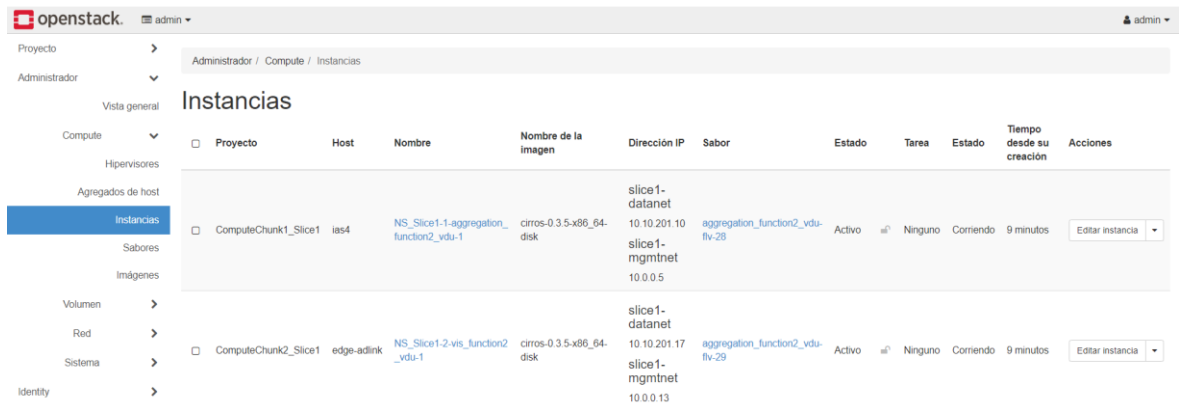 openstack. admin
admin
Proyecto
Administrador
Vista general
Compute
Hipervisores
Agregados de host
Instancias
Sabores
Imágenes
Volumen
Red
Sistema
Identity
Administrador / Compute / Instancias
Instancias
Proyecto Host Nombre Nombre de la imagen Dirección IP Sabor Estado Tarea Estado Tiempo desde su creación Acciones
ComputeChunk1_Slice1 ias4
NS_Slice1-1-aggregation_
function2_vdu-1
cirros-0.3.5-x86_64-
disk
slice1-
datanet
10.10.201.10
slice1-
mgmtnet
10.0.0.5
aggregation_function2_vdu-
flv-28
Activo Ninguno Corriendo 9 minutos Editar instancia
ComputeChunk2_Slice1 edge-adlink
NS_Slice1-2-vis_function2
_vdu-1
cirros-0.3.5-x86_64-
disk
slice1-
datanet
10.10.201.17
slice1-
mgmtnet
10.0.0.13
aggregation_function2_vdu-
flv-29
Activo Ninguno Corriendo 9 minutos Editar instancia